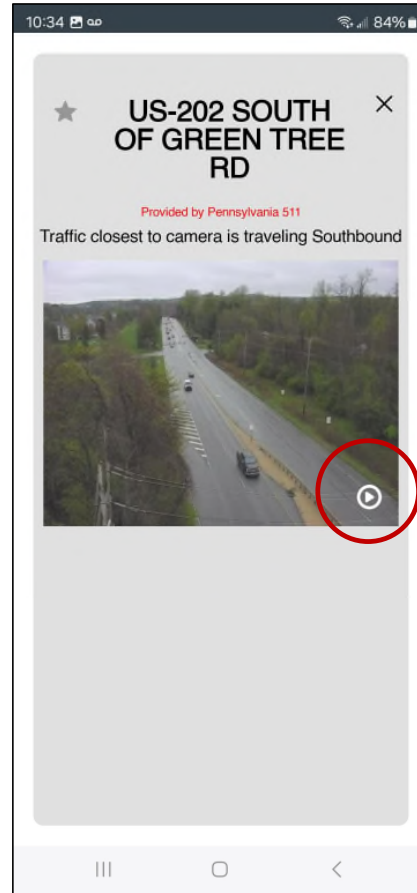 10:34 84%
US-202 SOUTH
OF GREEN TREE
RD
Provided by Pennsylvania 511
Traffic closest to camera is traveling Southbound